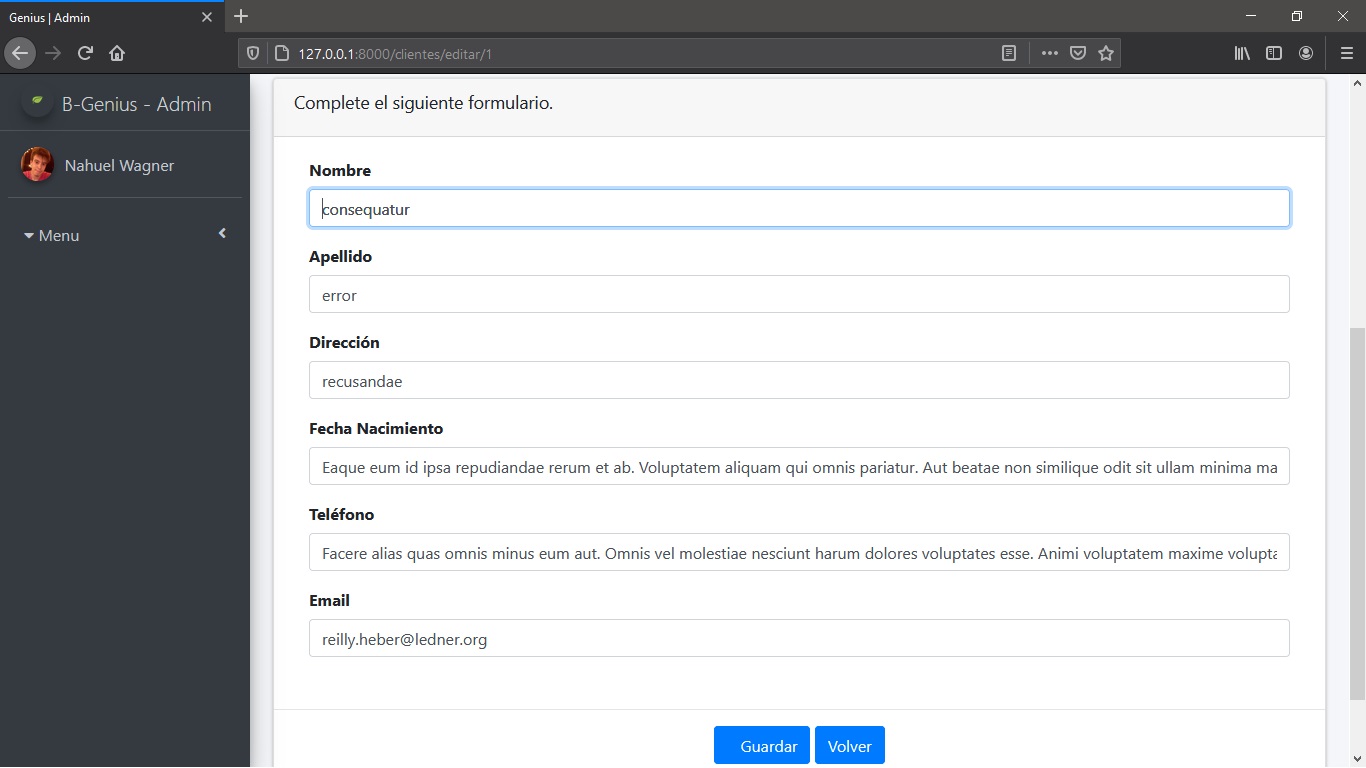 Genius | Admin
127.0.0.1:8000/clientes/editar/1
B-Genius - Admin
Nahuel Wagner
Menu
Complete el siguiente formulario.
Nombre
consequatur
Apellido
error
Dirección
recusandae
Fecha Nacimiento
Eaque eum id ipsa repudiandae rerum et ab. Voluptatem aliquam qui omnis pariatur. Aut beatae non similique odit sit ullam minima ma
Teléfono
Facere alias quas omnis minus eum aut. Omnis vel molestiae nesciunt harum dolores voluptates esse. Animi voluptatem maxime volupta
Email
reilly.heber@ledner.org
Guardar
Volver